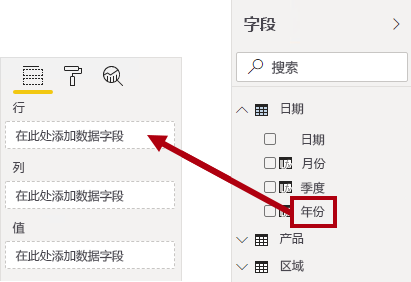 行
在此处添加数据字段
列
在此处添加数据字段
值
在此处添加数据字段
字段
搜索
日期
日期
月份
季度
年份
产品
区域